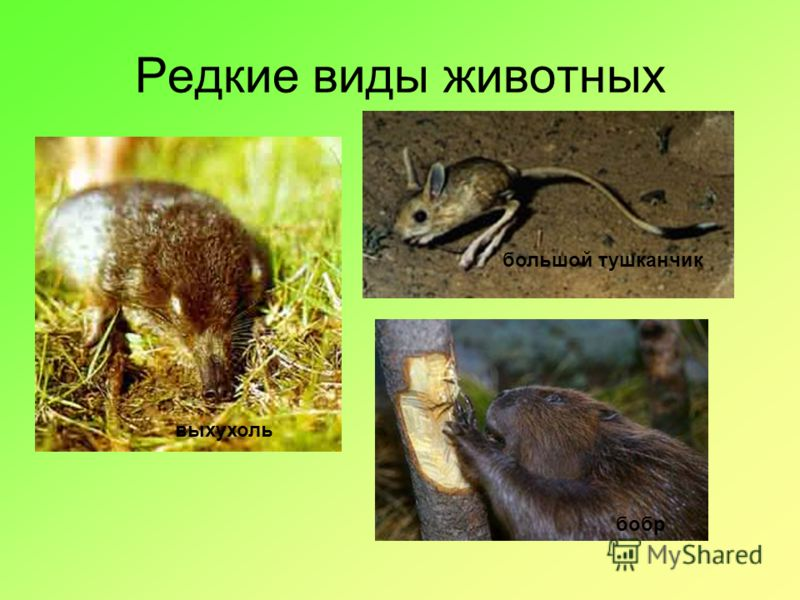 Редкие виды животных
большой тушканчик
выхухоль
бобр
MyShared